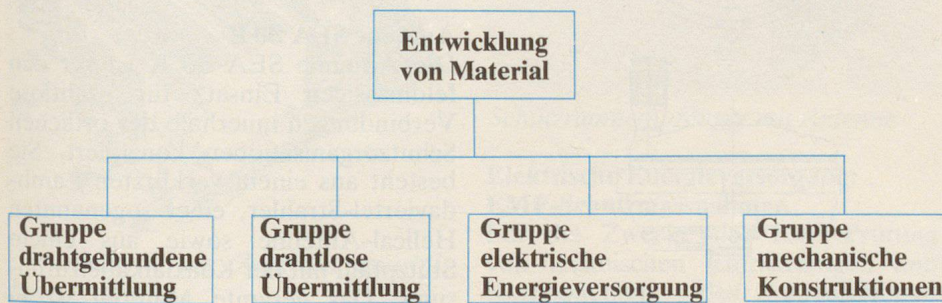 Entwicklung
von Material
Gruppe
drahtgebundene
Übermittlung
Gruppe
drahtlose
Übermittlung
Gruppe
elektrische
Energieversorgung
Gruppe
mechanische
Konstruktionen